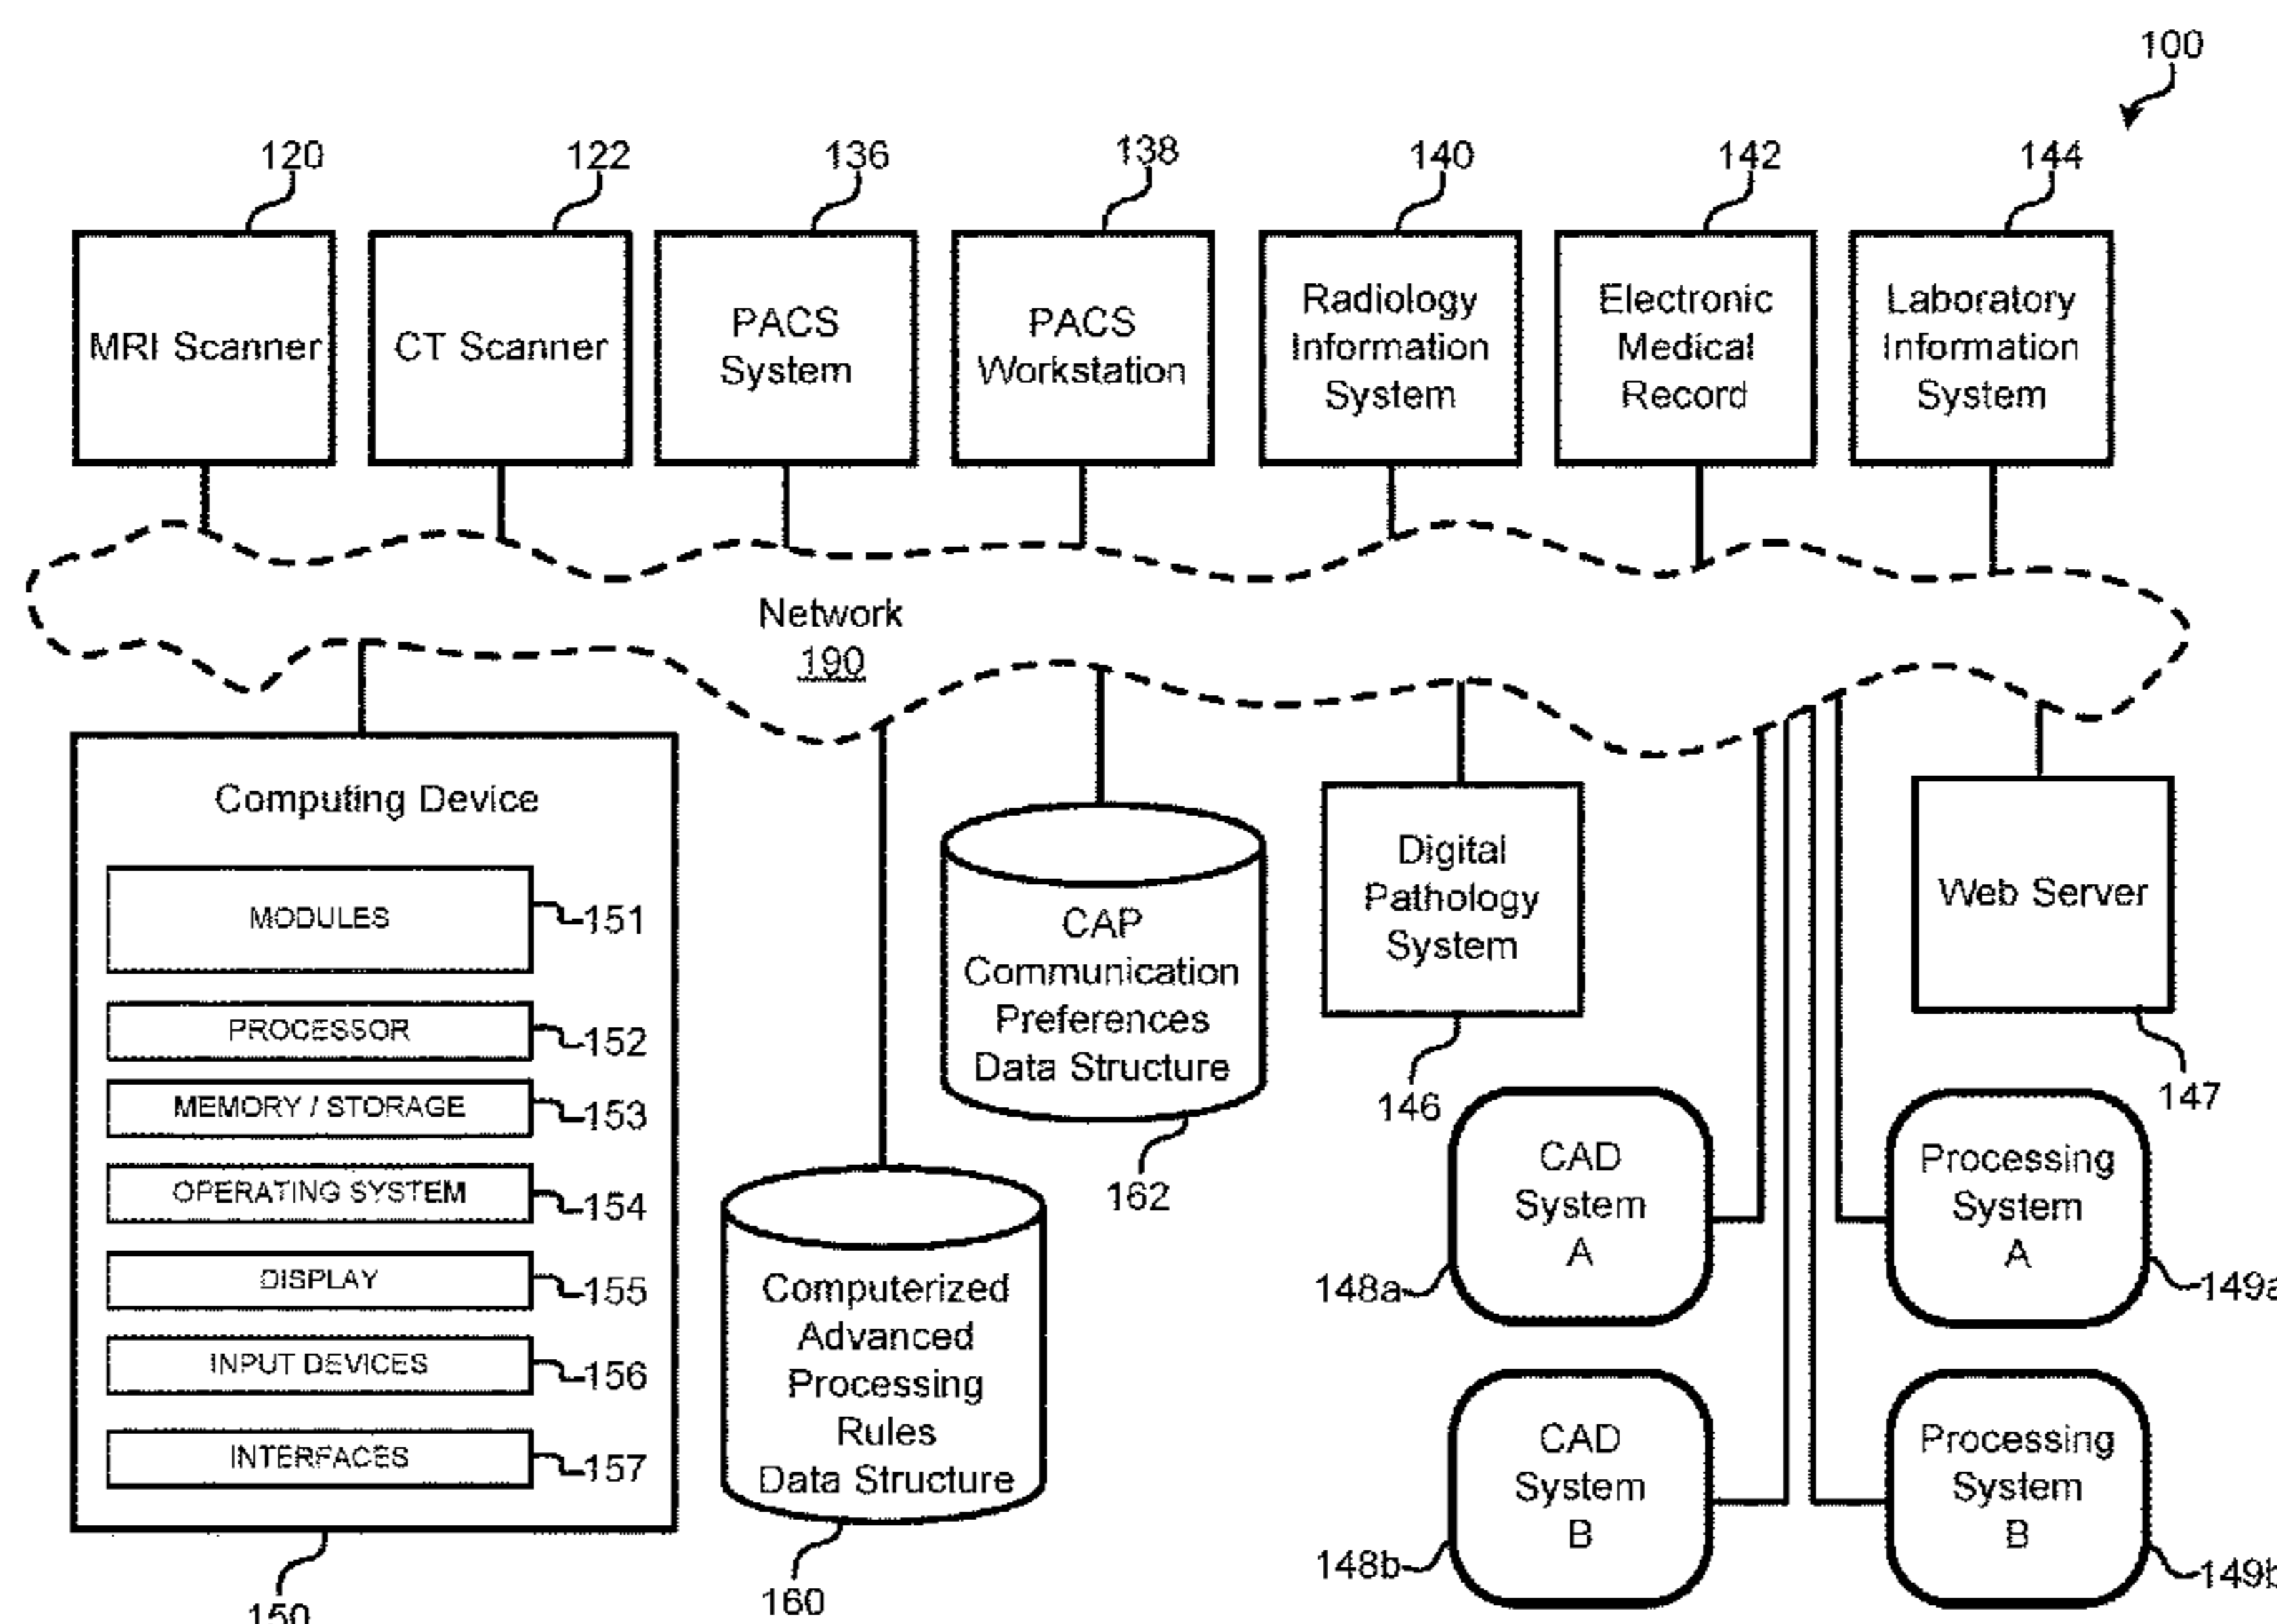 100
120
122
136
138
140
142
144
MRI Scanner
CT Scanner
PACS
System
PACS
Workstation
Radiology
Information
System
Electronic
Medical
Record
Laboratory
Information
System
Network
190
Computing Device
MODULES
151
PROCESSOR
152
MEMORY / STORAGE
153
OPERATING SYSTEM
154
DISPLAY
155
INPUT DEVICES
156
INTERFACES
157
150
Computerized
Advanced
Processing
Rules
Data Structure
160
CAP
Communication
Preferences
Data Structure
162
Digital
Pathology
System
146
Web Server
147
CAD
System
A
148a
Processing
System
A
149a
CAD
System
B
148b
Processing
System
B
149b